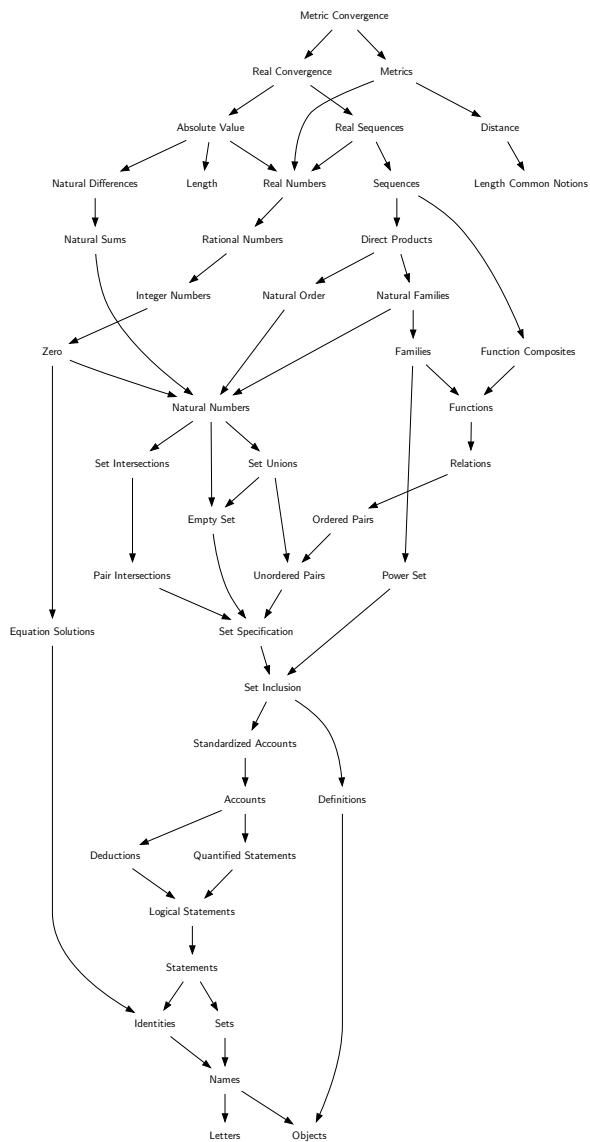 Metric Convergence
Real Convergence
Metrics
Absolute Value
Real Sequences
Distance
Natural Differences
Length
Real Numbers
Sequences
Length Common Notions
Natural Sums
Rational Numbers
Direct Products
Integer Numbers
Natural Order
Natural Families
Zero
Families
Function Composites
Natural Numbers
Functions
Set Intersections
Set Unions
Relations
Empty Set
Ordered Pairs
Pair Intersections
Unordered Pairs
Power Set
Equation Solutions
Set Specification
Set Inclusion
Standardized Accounts
Accounts
Definitions
Deductions
Quantified Statements
Logical Statements
Statements
Identities
Sets
Names
Letters
Objects